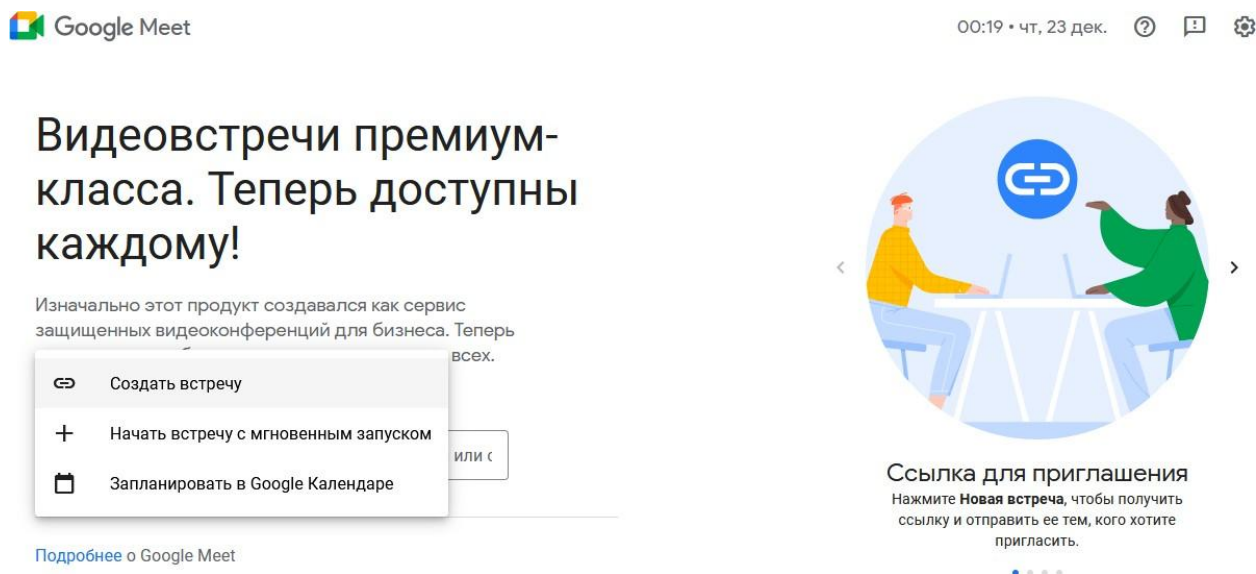 Google Meet
00:19 • чт, 23 дек.
Видеовстречи премиум-
класса. Теперь доступны
каждому!
Изначально этот продукт создавался как сервис
защищенных видеоконференций для бизнеса. Теперь
всех.
Создать встречу
Начать встречу с мгновенным запуском
Запланировать в Google Календаре
или
Подробнее о Google Meet
Ссылка для приглашения
Нажмите Новая встреча, чтобы получить
ссылку и отправить ее тем, кого хотите
пригласить.